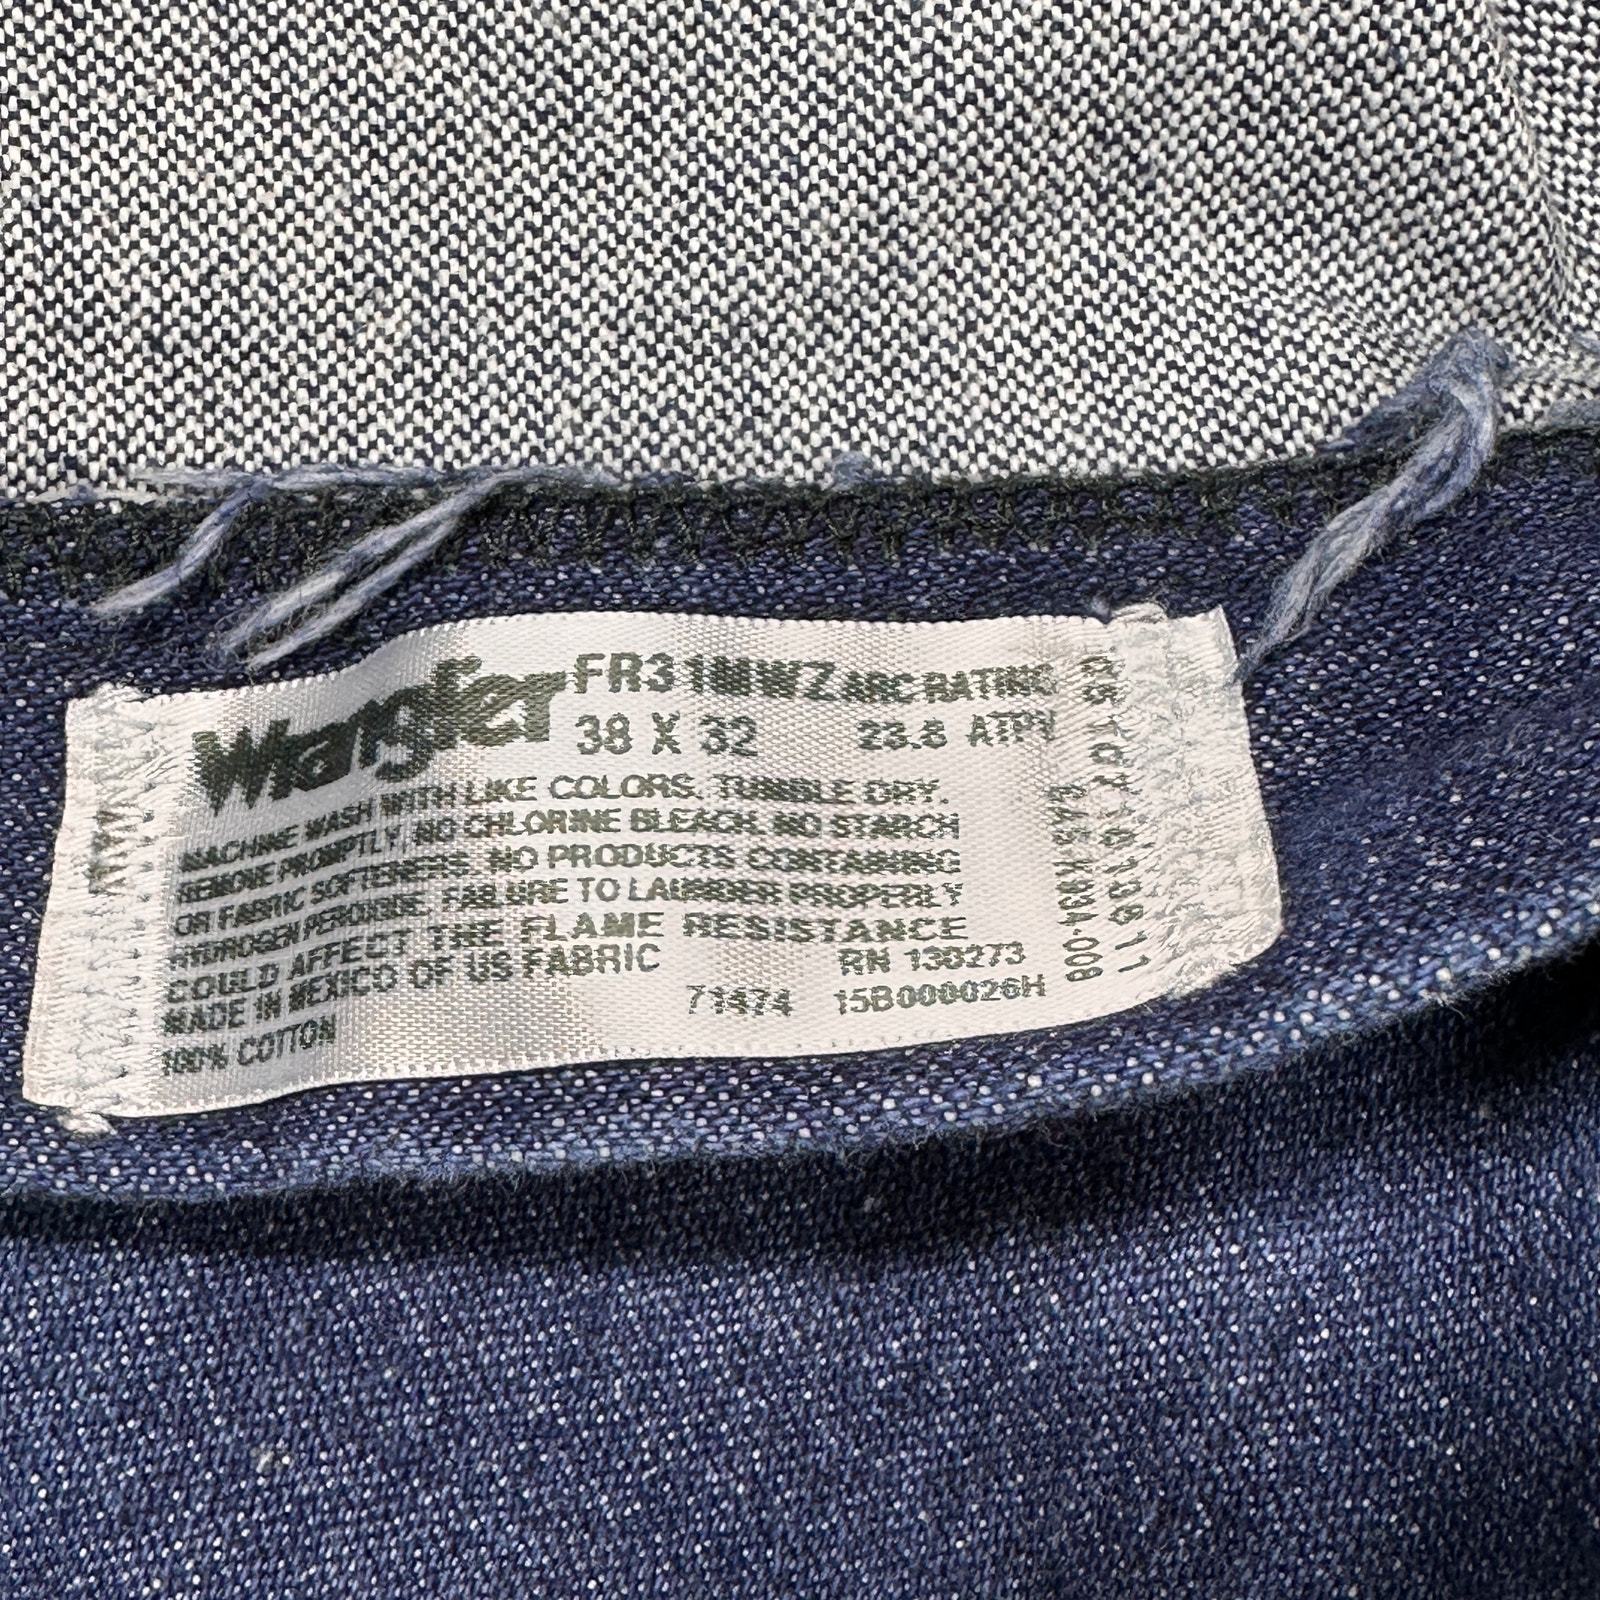 Wrangler
FR31MWZ ARC RATING
38 X 32 23.8 ATPV
MACHINE WASH WITH LIKE COLORS. TUMBLE DRY.
REMOVE PROMPTLY. NO CHLORINE BLEACH. NO STARCH
OR FABRIC SOFTENERS. NO PRODUCTS CONTAINING
HYDROGEN PEROXIDE. FAILURE TO LAUNDER PROPERLY
COULD AFFECT THE FLAME RESISTANCE
MADE IN MEXICO OF US FABRIC RN 130273
100% COTTON 71474 15B000026H